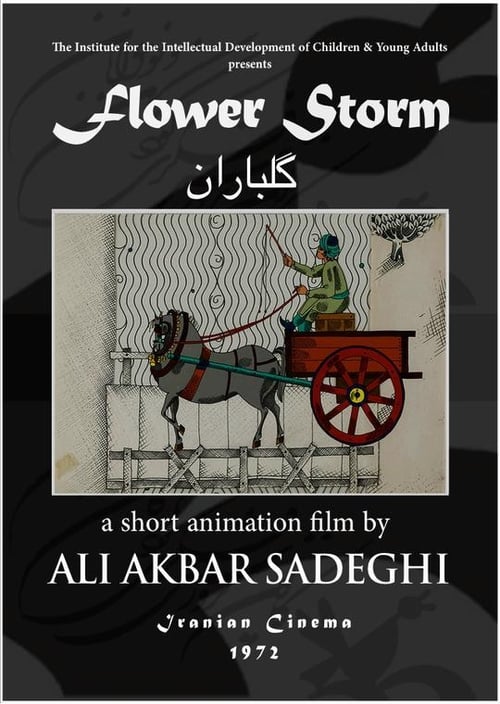 The Institute for the Intellectual Development of Children & Young Adults
presents
Flower Storm
گلباران
a short animation film by
ALI AKBAR SADEGHI
Iranian Cinema
1972